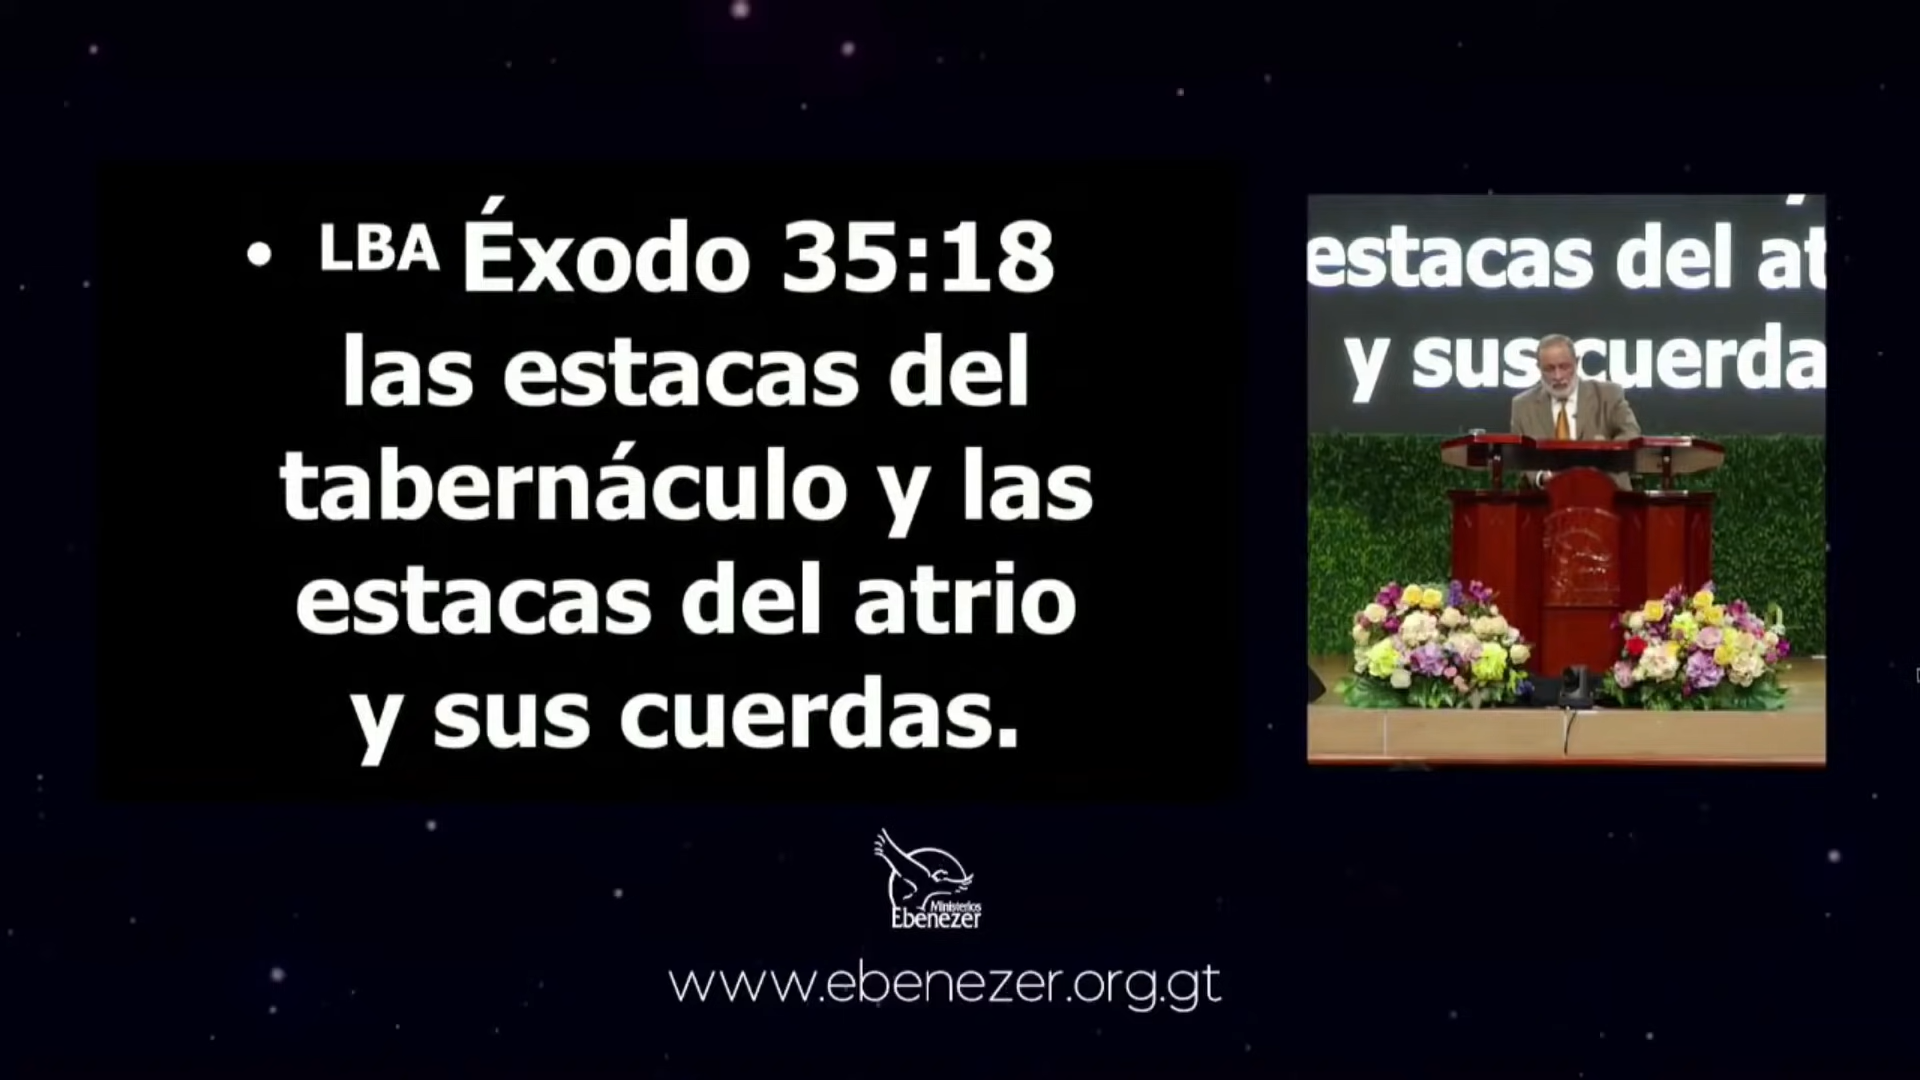 • LBA Éxodo 35:18
las estacas del
tabernáculo y las
estacas del atrio
y sus cuerdas.
estacas del at
y sus cuerda
Ministerios
Ebenezer
www.ebenezer.org.gt